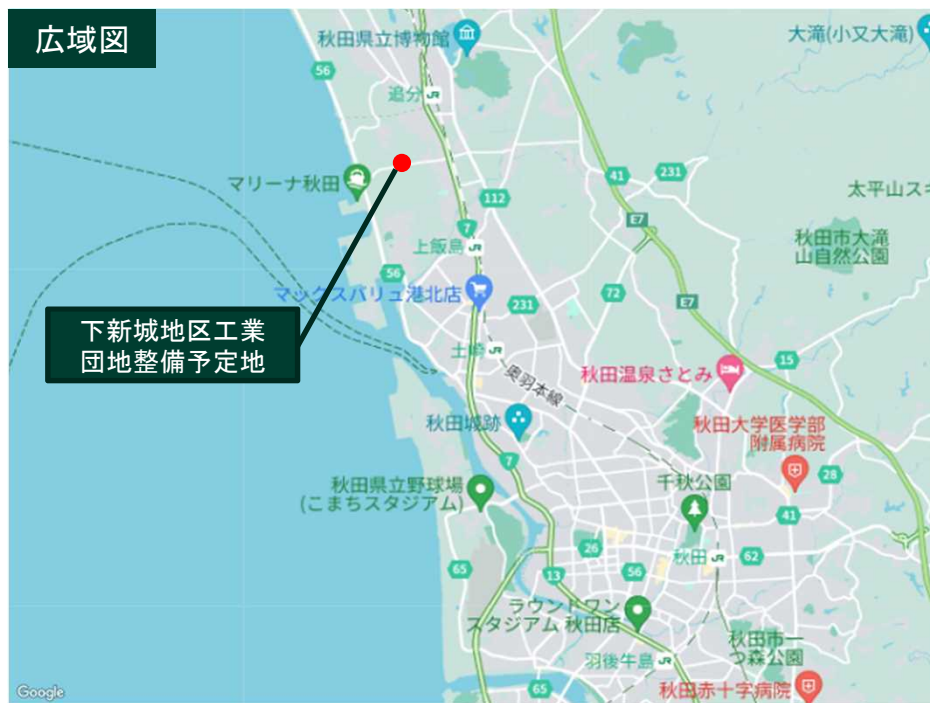 広域図
秋田県立博物館
大滝(小又大滝)
56
追分
JR
マリーナ秋田
41
231
太平山スキ
112
E7
7
上飯島
JR
秋田市大滝
山自然公園
56
マックスバリュ港北店
231
72
E7
下新城地区工業
団地整備予定地
土崎
JR
奥羽本線
15
秋田温泉さとみ
秋田城跡
秋田大学医学部
附属病院
7
28
秋田県立野球場
(こまちスタジアム)
千秋公園
41
26
秋田
JR
62
65
13
56
ラウンドワン
スタジアム 秋田店
秋田市一
つ森公園
羽後牛島
JR
65
秋田赤十字病院
Google